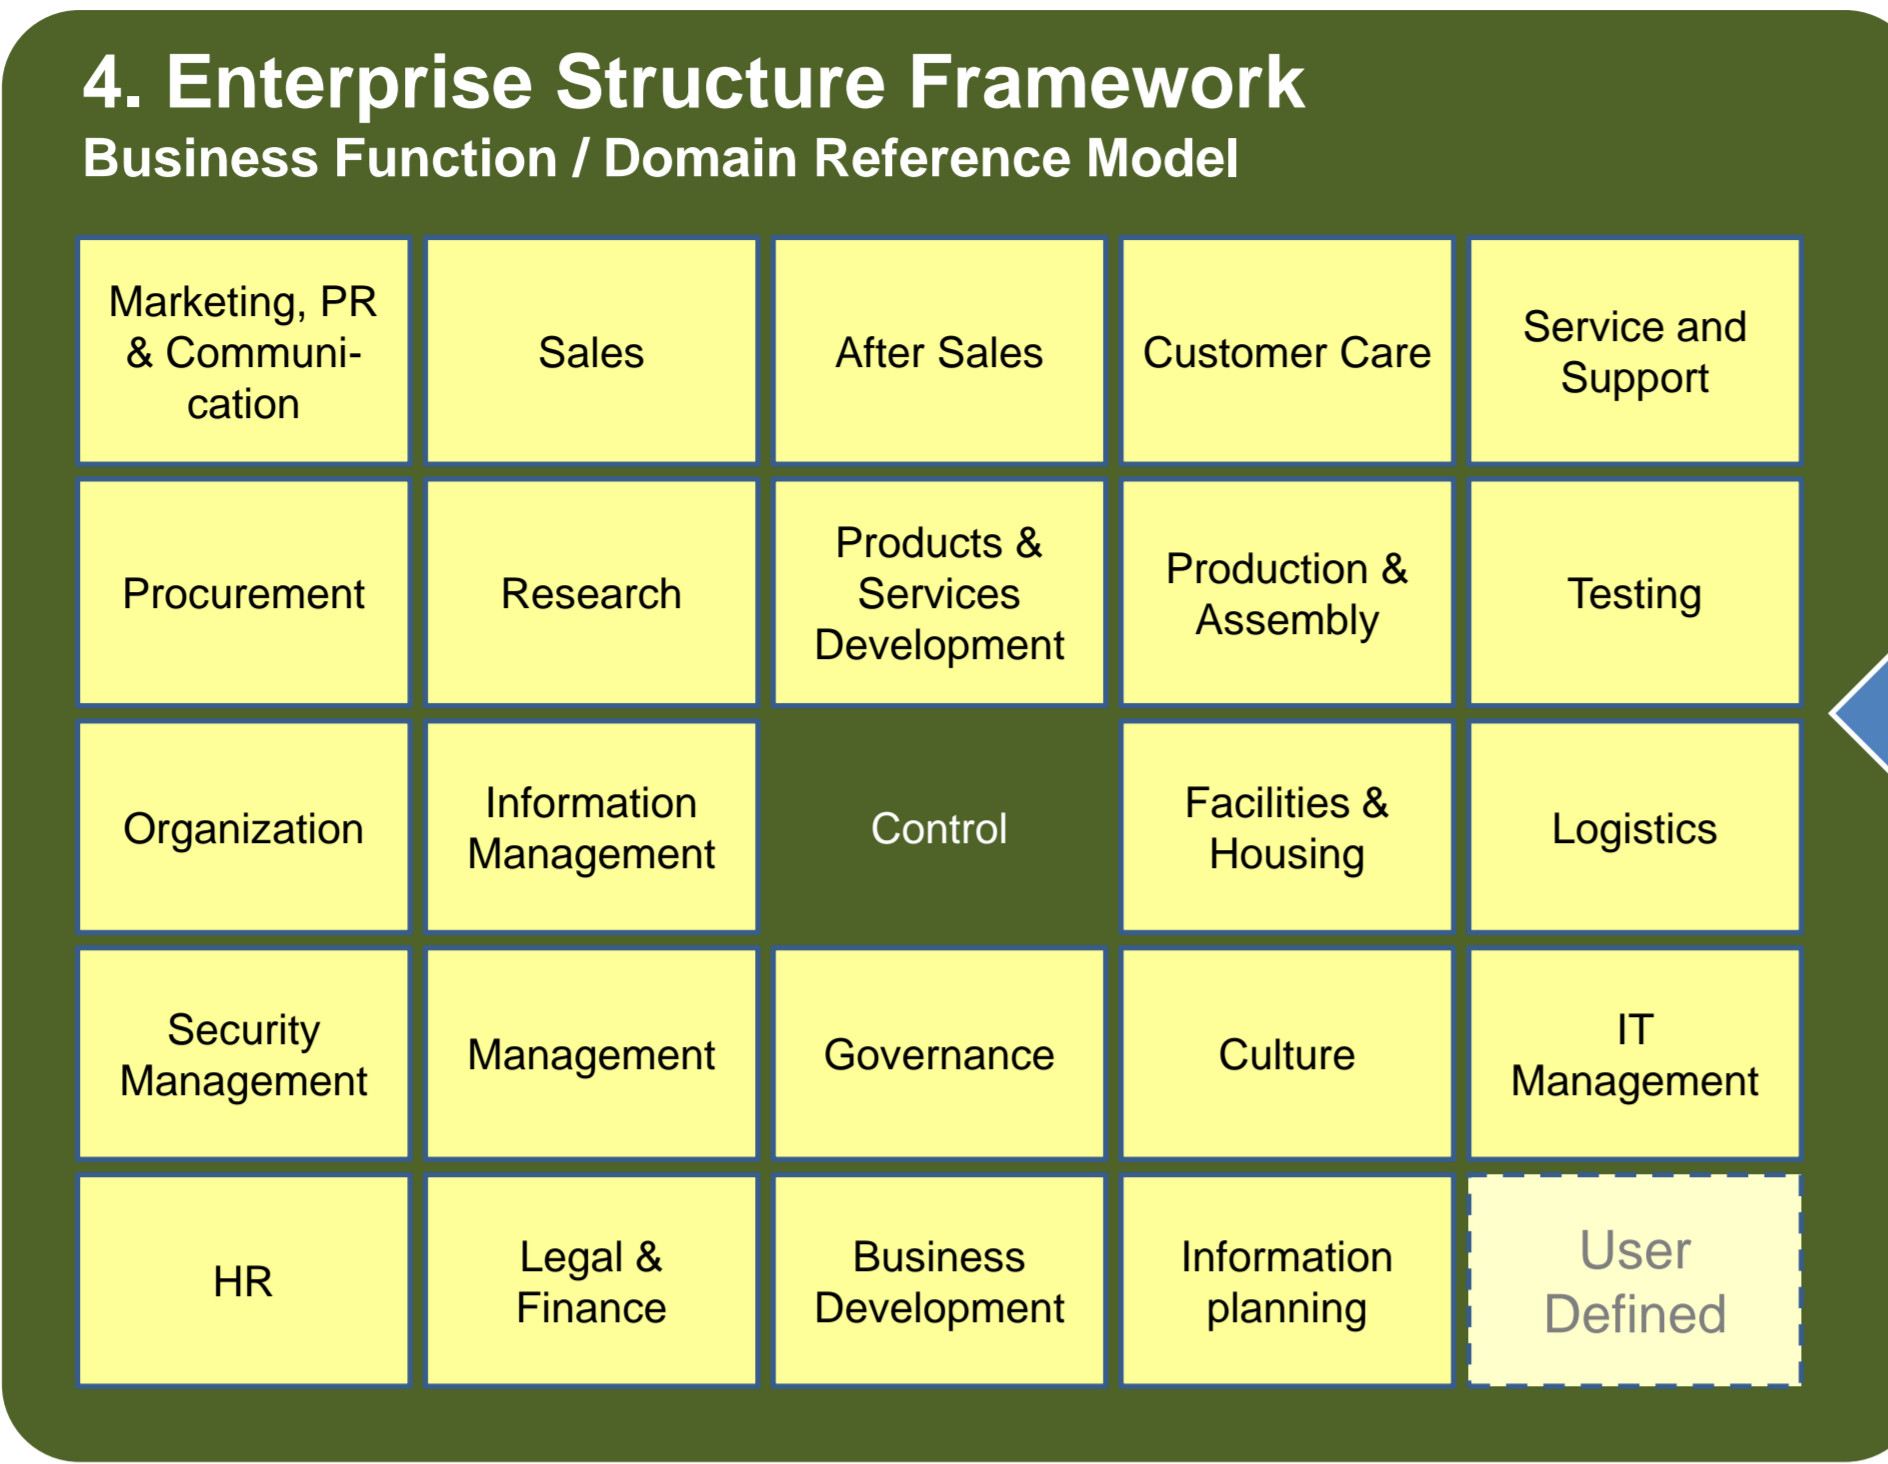 4. Enterprise Structure Framework
Business Function / Domain Reference Model
Marketing, PR
& Communi-
cation
Sales
After Sales
Customer Care
Service and
Support
Procurement
Research
Products &
Services
Development
Production &
Assembly
Testing
Organization
Information
Management
Control
Facilities &
Housing
Logistics
Security
Management
Management
Governance
Culture
IT
Management
HR
Legal &
Finance
Business
Development
Information
planning
User
Defined